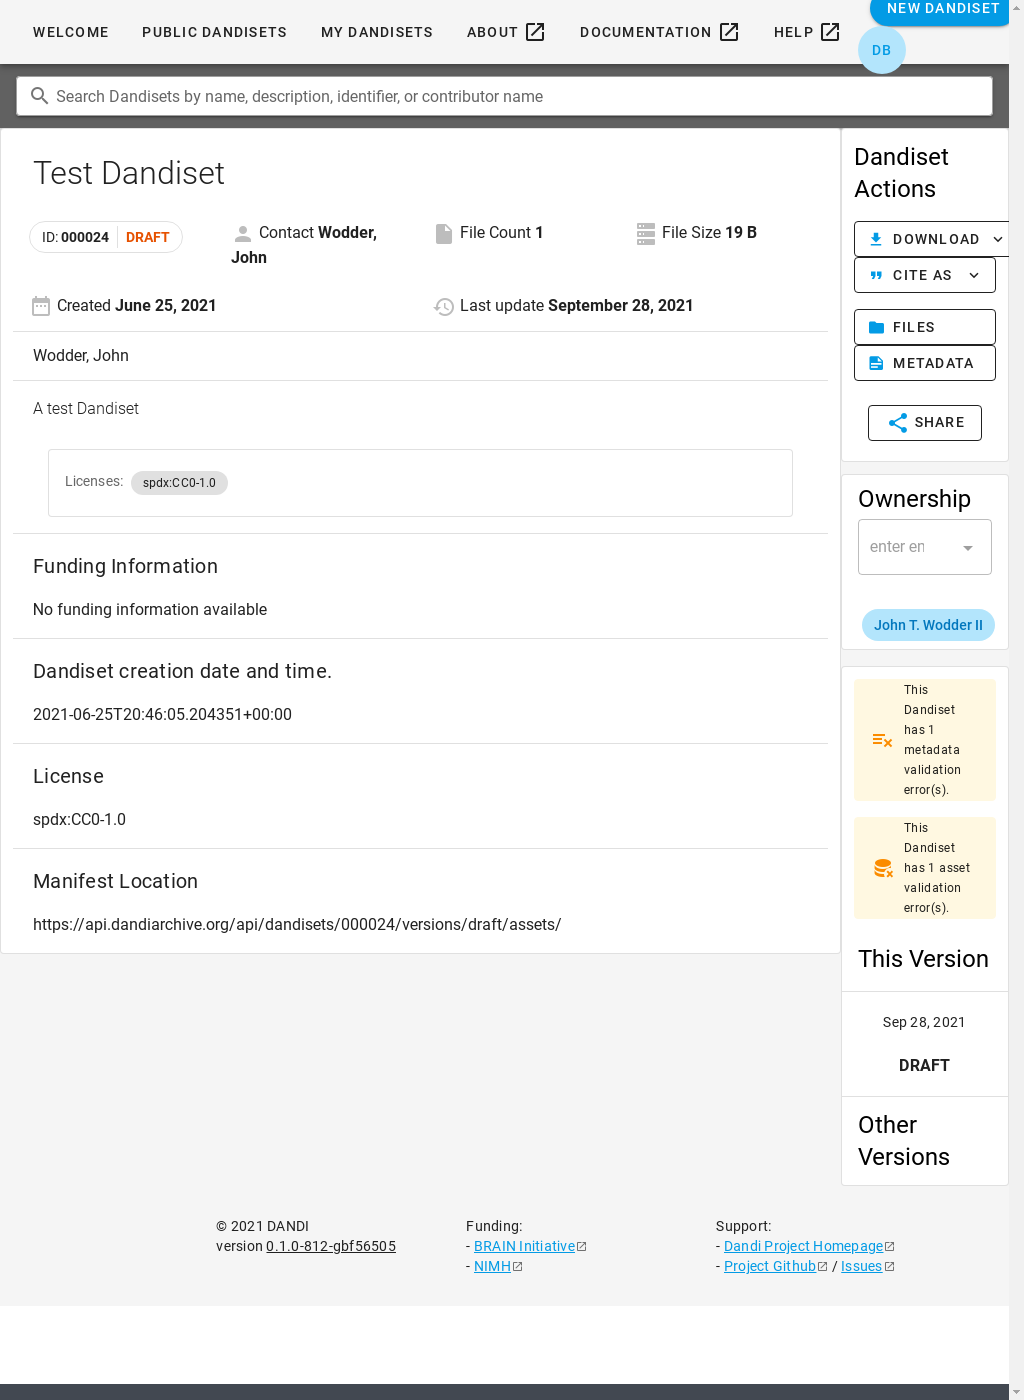 WELCOME PUBLIC DANDISETS MY DANDISETS ABOUT DOCUMENTATION HELP NEW DANDISET
DB
Search Dandisets by name, description, identifier, or contributor name
Test Dandiset
ID: 000024 DRAFT
Contact Wodder, John
File Count 1
File Size 19 B
Created June 25, 2021
Last update September 28, 2021
Wodder, John
A test Dandiset
Licenses: spdx:CC0-1.0
Funding Information
No funding information available
Dandiset creation date and time.
2021-06-25T20:46:05.204351+00:00
License
spdx:CC0-1.0
Manifest Location
https://api.dandiarchive.org/api/dandisets/000024/versions/draft/assets/
Dandiset
Actions
DOWNLOAD
CITE AS
FILES
METADATA
SHARE
Ownership
enter en
John T. Wodder II
This
Dandiset
has 1
metadata
validation
error(s).
This
Dandiset
has 1 asset
validation
error(s).
This Version
Sep 28, 2021
DRAFT
Other
Versions
© 2021 DANDI
version 0.1.0-812-gbf56505
Funding:
- BRAIN Initiative
- NIMH
Support:
- Dandi Project Homepage
- Project Github / Issues